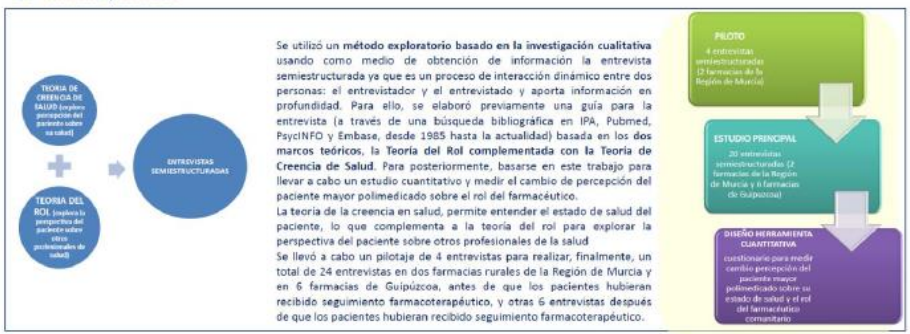 TEORIA DE
CREENCIA DE
SALUD (explora
percepción del
paciente sobre
su salud)
TEORIA DEL
ROL (explora la
perspectiva del
paciente sobre
otros
profesionales de
salud)
ENTREVISTAS
SEMIESTRUCTURADAS
Se utilizó un método exploratorio basado en la investigación cualitativa
usando como medio de obtención de información la entrevista
semiestructurada ya que es un proceso de interacción dinámico entre dos
personas: el entrevistador y el entrevistado y aporta información en
profundidad. Para ello, se elaboró previamente una guía para la
entrevista (a través de una búsqueda bibliográfica en IPA, Pubmed,
PsycINFO y Embase, desde 1985 hasta la actualidad) basada en los dos
marcos teóricos, la Teoría del Rol complementada con la Teoría de
Creencia de Salud. Para posteriormente, basarse en este trabajo para
llevar a cabo un estudio cuantitativo y medir el cambio de percepción del
paciente mayor polimedicado sobre el rol del farmacéutico.
La teoría de la creencia en salud, permite entender el estado de salud del
paciente, lo que complementa a la teoría del rol para explorar la
perspectiva del paciente sobre otros profesionales de la salud
Se llevó a cabo un pilotaje de 4 entrevistas para realizar, finalmente, un
total de 24 entrevistas en dos farmacias rurales de la Región de Murcia y
en 6 farmacias de Guipúzcoa, antes de que los pacientes hubieran
recibido seguimiento farmacoterapéutico, y otras 6 entrevistas después
de que los pacientes hubieran recibido seguimiento farmacoterapéutico.
PILOTO
4 entrevistas
semiestructuradas
(2 farmacias de la
Región de Murcia)
ESTUDIO PRINCIPAL
20 entrevistas
semiestructuradas (2
farmacias de la Región
de Murcia y 6 farmacias
de Guipuzcoa)
DISEÑO HERRAMIENTA
CUANTITATIVA
cuestionario para medir
cambio percepción del
paciente mayor
polimedicado sobre su
estado de salud y el rol
del farmacéutico
comunitario